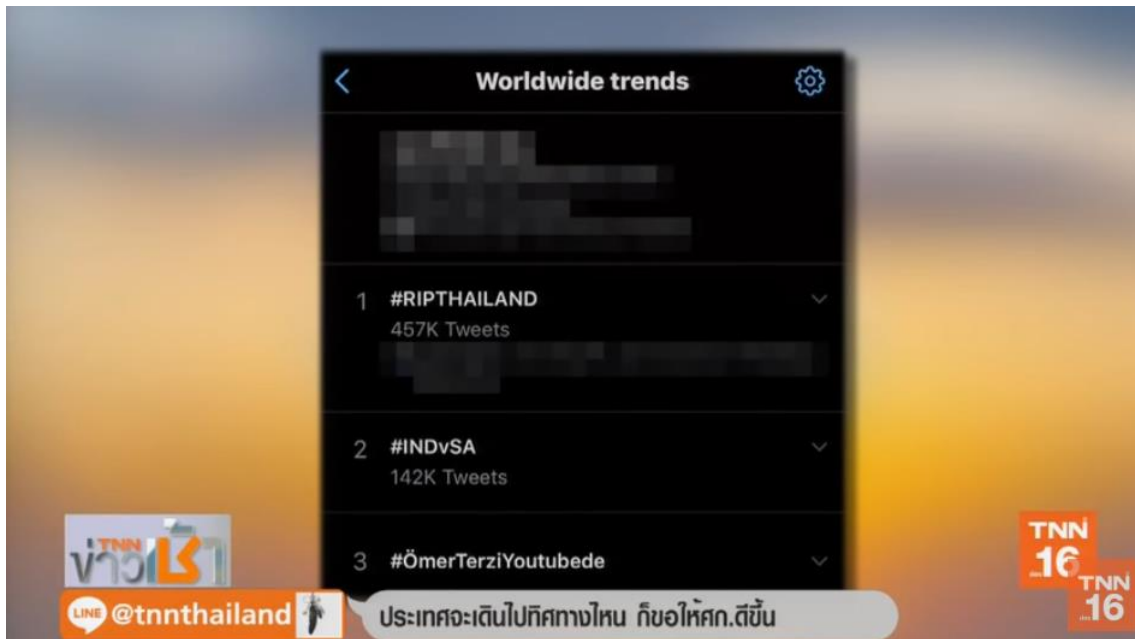 Worldwide trends
1 #RIPTHAILAND
457K Tweets
2 #INDvSA
142K Tweets
3 #ÖmerTerziYoutubede
TNN
ข่าวเช้า
LINE @tnnthailand
ประเทศจะเดินไปทิศทางไหน ก็ขอให้ศก.ดีขึ้น
TNN
16
TNN
16